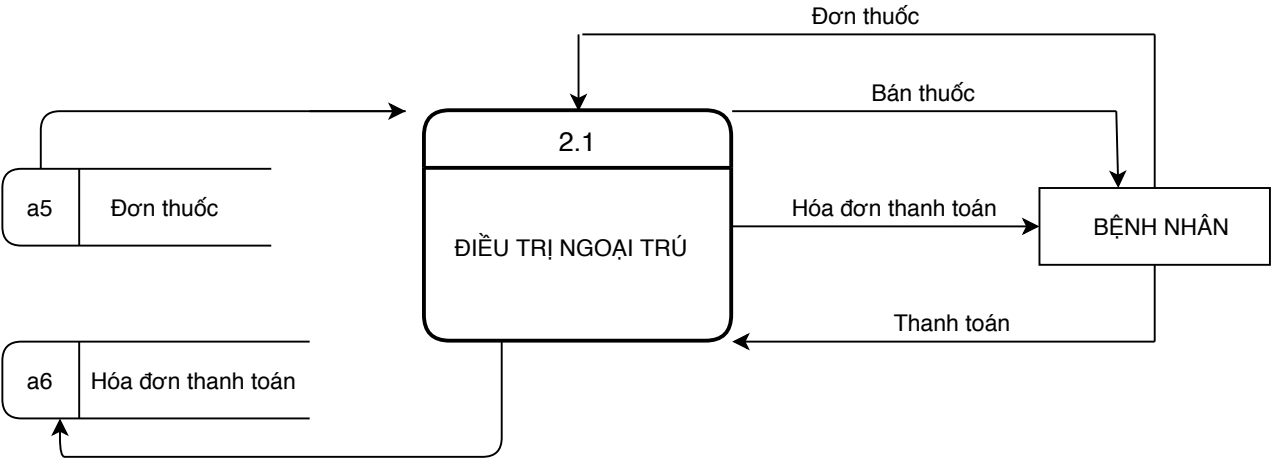 Đơn thuốc
Bán thuốc
2.1
a5
Đơn thuốc
Hóa đơn thanh toán
BỆNH NHÂN
ĐIỀU TRỊ NGOẠI TRÚ
Thanh toán
a6
Hóa đơn thanh toán